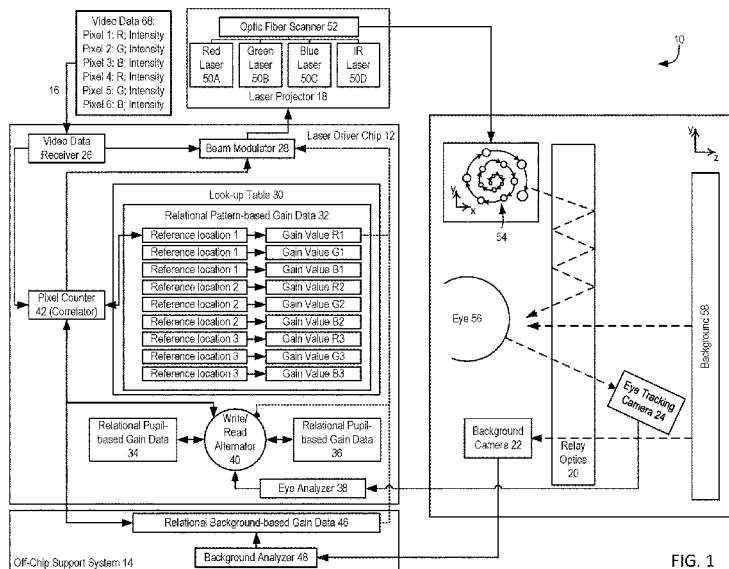 Video Data 68:
Pixel 1: R; Intensity
Pixel 2: G; Intensity
Pixel 3: B; Intensity
Pixel 4: R; Intensity
Pixel 5: G; Intensity
Pixel 6: B; Intensity
16
Optic Fiber Scanner 52
Red
Laser
50A
Green
Laser
50B
Blue
Laser
50C
IR
Laser
50D
Laser Projector 18
10
Laser Driver Chip 12
Video Data
Receiver 26
Beam Modulator 28
Look-up Table 30
Relational Pattern-based Gain Data 32
Reference location 1
Gain Value R1
Reference location 1
Gain Value G1
Reference location 1
Gain Value B1
Reference location 2
Gain Value R2
Reference location 2
Gain Value G2
Reference location 2
Gain Value B2
Reference location 3
Gain Value R3
Reference location 3
Gain Value G3
Reference location 3
Gain Value B3
Pixel Counter
42 (Correlator)
Relational Pupil-
based Gain Data
34
Write/
Read
Alternator
40
Relational Pupil-
based Gain Data
36
Eye Analyzer 38
Relational Background-based Gain Data 46
Background Analyzer 48
Off-Chip Support System 14
y
x
54
y
z
Eye 56
Background 58
Eye Tracking
Camera 24
Background
Camera 22
Relay
Optics
20
FIG. 1